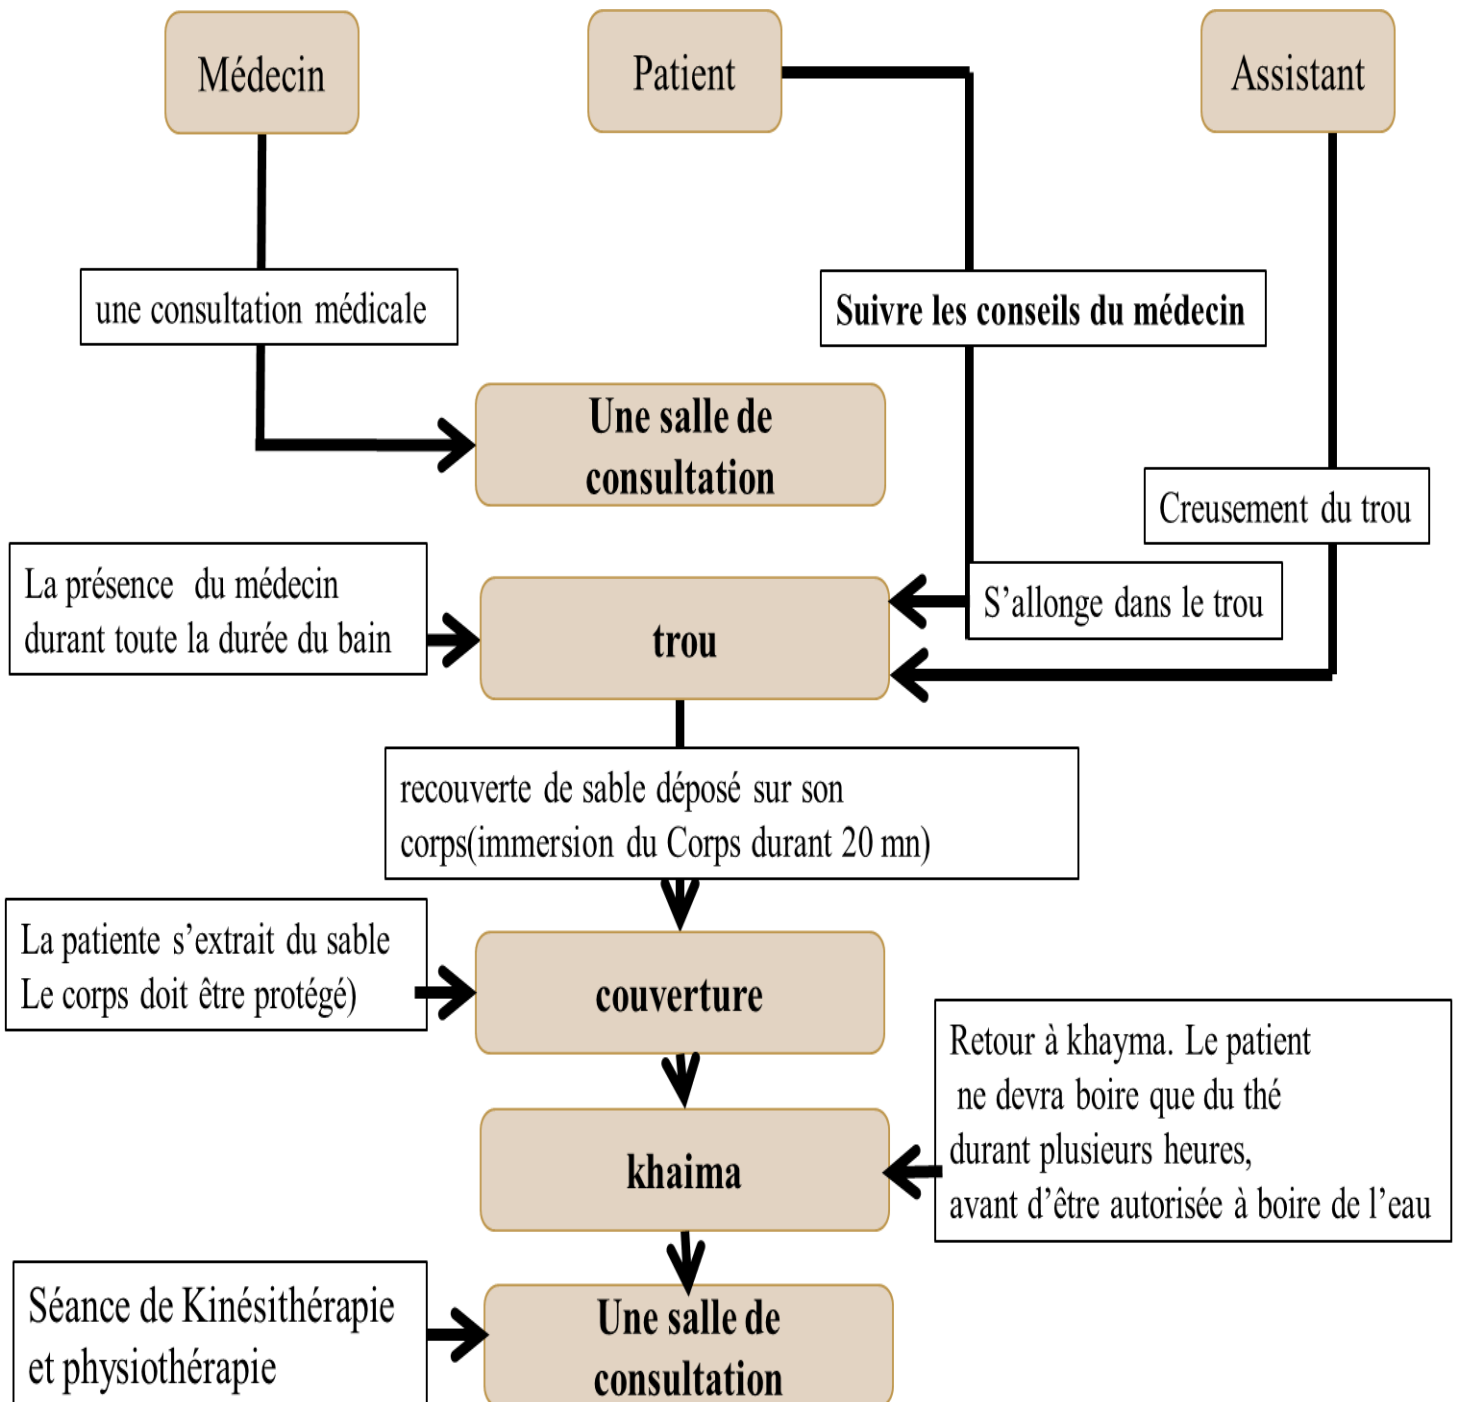 Médecin
Patient
Assistant
une consultation médicale
Suivre les conseils du médecin
Une salle de
consultation
Creusement du trou
La présence du médecin
durant toute la durée du bain
S’allonge dans le trou
trou
recouverte de sable déposé sur son
corps(immersion du Corps durant 20 mn)
La patiente s’extrait du sable
Le corps doit être protégé)
couverture
Retour à khayma. Le patient
ne devra boire que du thé
durant plusieurs heures,
avant d’être autorisée à boire de l’eau
khaima
Séance de Kinésithérapie
et physiothérapie
Une salle de
consultation